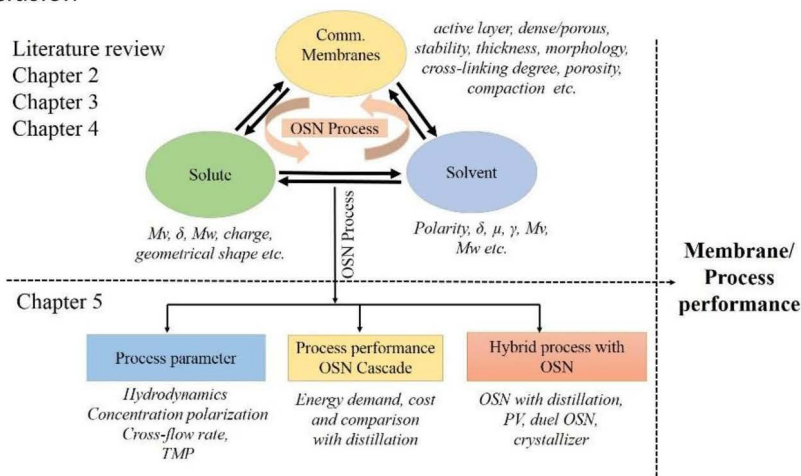 Literature review
Chapter 2
Chapter 3
Chapter 4
Comm.
Membranes
active layer, dense/porous,
stability, thickness, morphology,
cross-linking degree, porosity,
compaction etc.
OSN Process
Solute
Solvent
Mv, δ, Mw, charge,
geometrical shape etc.
Polarity, δ, μ, γ, Mv,
Mw etc.
OSN Process
Membrane/
Process
performance
Chapter 5
Process parameter
Hydrodynamics
Concentration polarization
Cross-flow rate,
TMP
Process performance
OSN Cascade
Energy demand, cost
and comparison
with distillation
Hybrid process with
OSN
OSN with distillation,
PV, duel OSN,
crystallizer